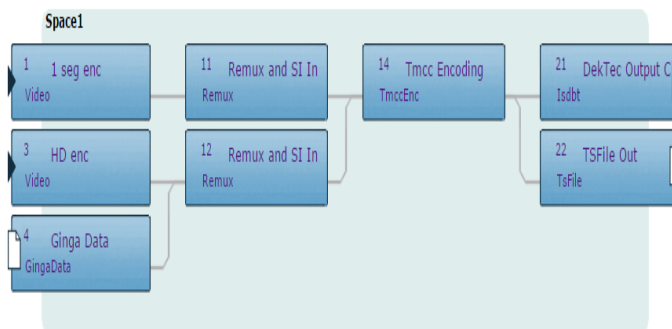 Space1
1 1 seg enc
Video
11 Remux and SI In
Remux
14 Tmcc Encoding
TmccEnc
21 DekTec Output C
Isdbt
3 HD enc
Video
12 Remux and SI In
Remux
22 TSFile Out
TsFile
4 Ginga Data
GingaData